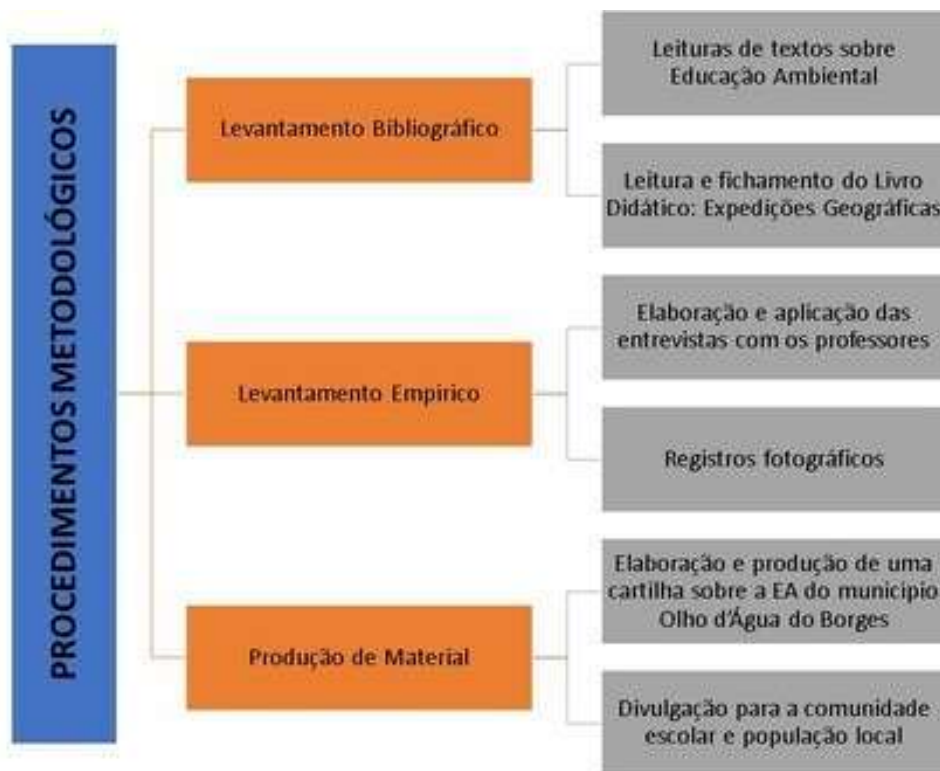 PROCEDIMENTOS METODOLÓGICOS
Levantamento Bibliográfico
Leituras de textos sobre
Educação Ambiental
Leitura e fichamento do Livro
Didático: Expedições Geográficas
Levantamento Empírico
Elaboração e aplicação das
entrevistas com os professores
Registros fotográficos
Produção de Material
Elaboração e produção de uma
cartilha sobre a EA do município
Olho d'Água do Borges
Divulgação para a comunidade
escolar e população local